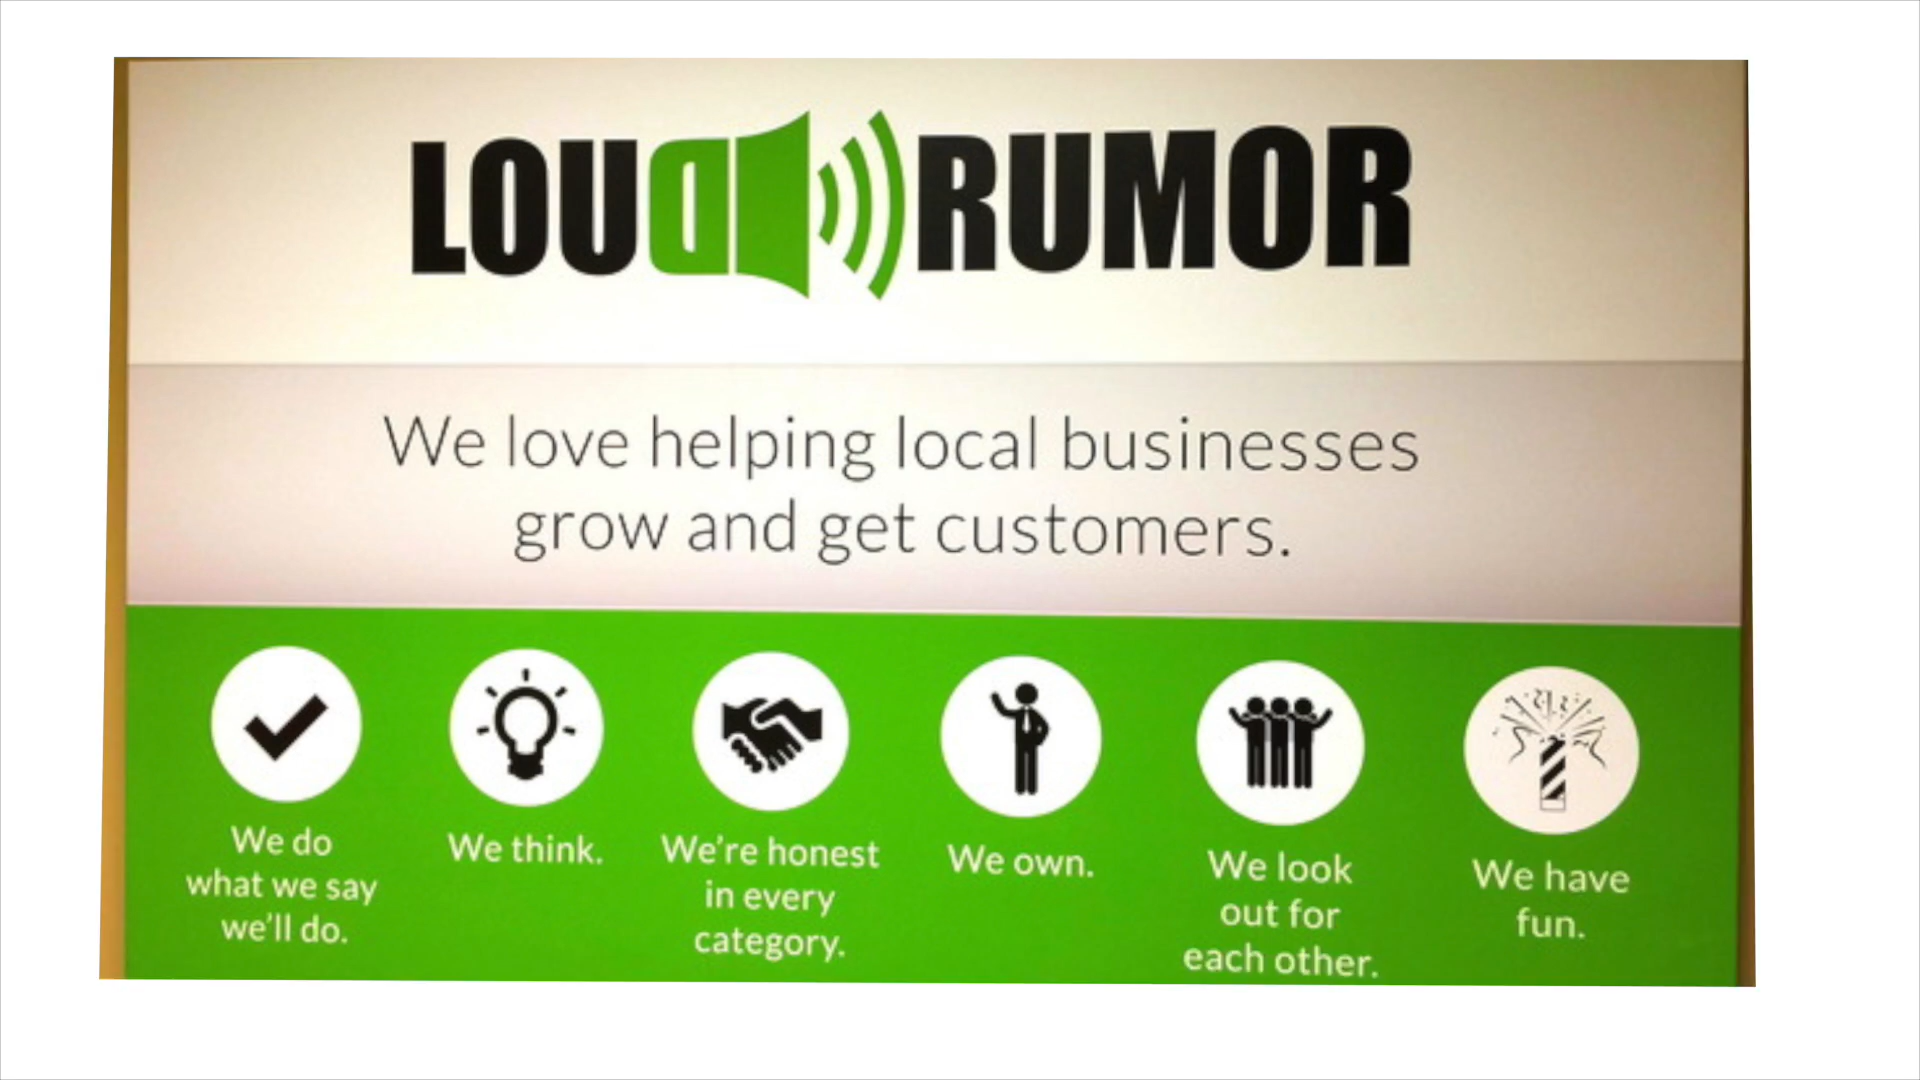 LOUD RUMOR
We love helping local businesses
grow and get customers.
We do
what we say
we'll do.
We think.
We're honest
in every
category.
We own.
We look
out for
each other.
We have
fun.